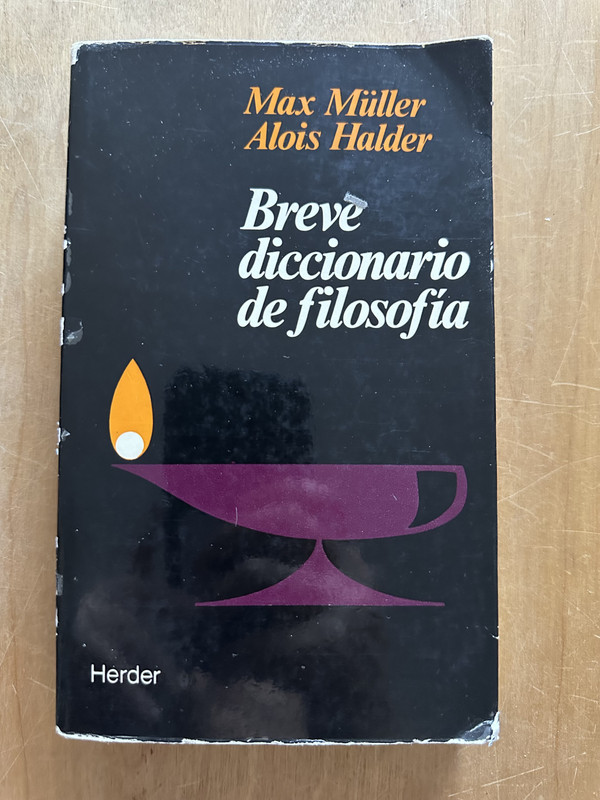 Max Müller
Alois Halder
Breve
diccionario
de filosofía
Herder